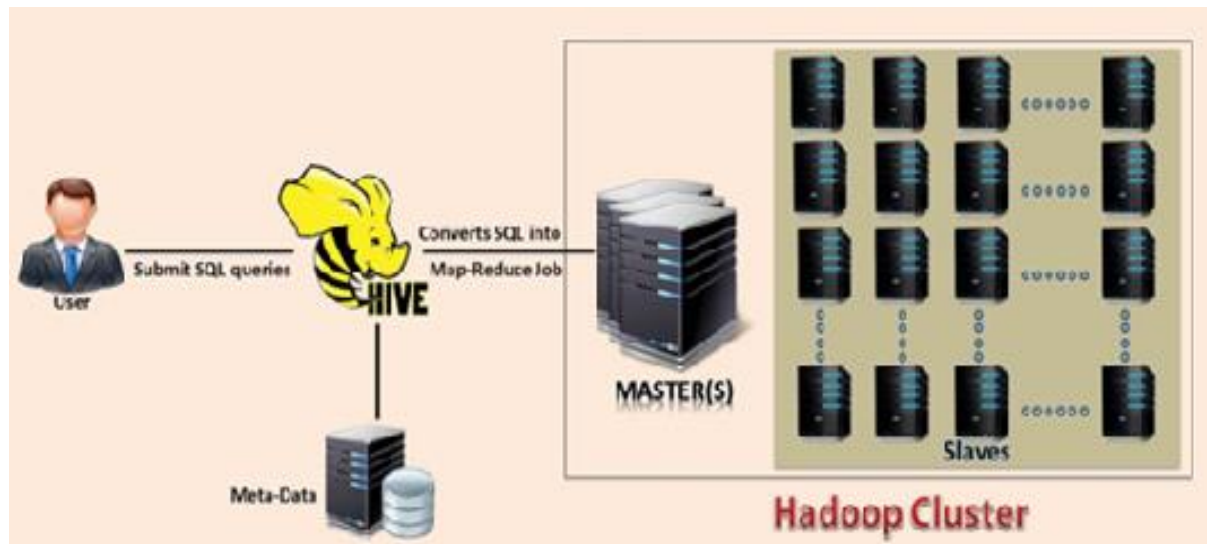 User
Submit SQL queries
HIVE
Converts SQL into
Map-Reduce Job
Meta-Data
MASTER(S)
Slaves
Hadoop Cluster